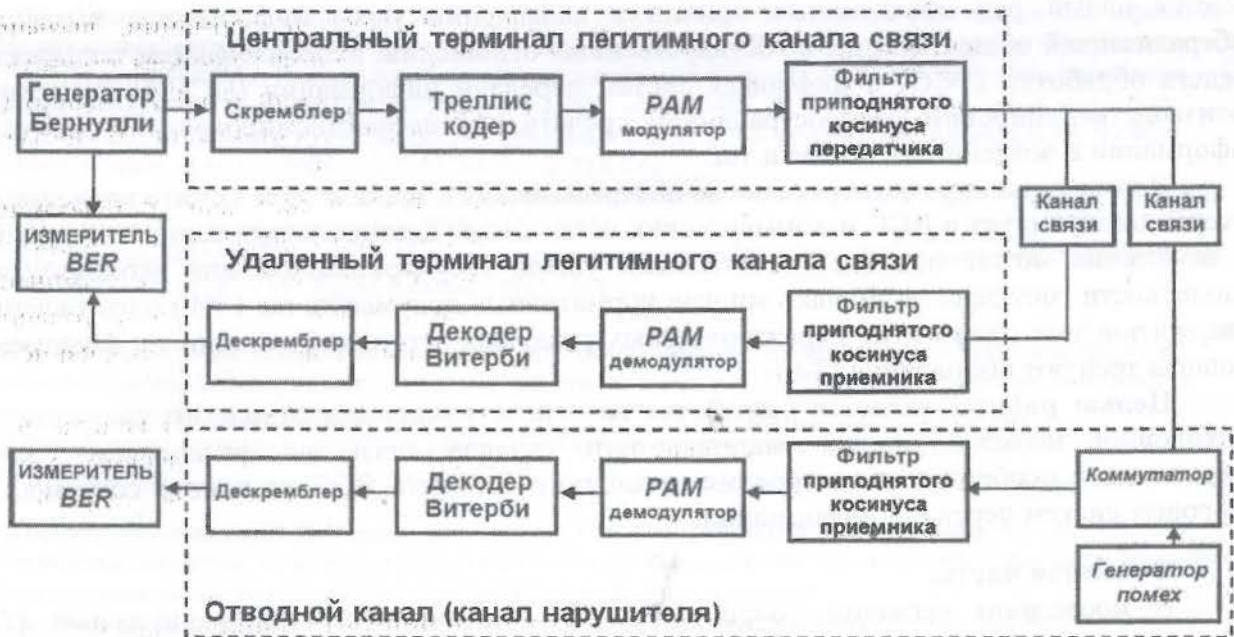 Центральный терминал легитимного канала связи
Генератор
Бернулли
Скремблер
Треллис
кодер
PAM
модулятор
Фильтр
приподнятого
косинуса
передатчика
Канал
связи
Канал
связи
ИЗМЕРИТЕЛЬ
BER
Удаленный терминал легитимного канала связи
Дескремблер
Декодер
Витерби
PAM
демодулятор
Фильтр
приподнятого
косинуса
приемника
ИЗМЕРИТЕЛЬ
BER
Дескремблер
Декодер
Витерби
PAM
демодулятор
Фильтр
приподнятого
косинуса
приемника
Коммутатор
Генератор
помех
Отводной канал (канал нарушителя)